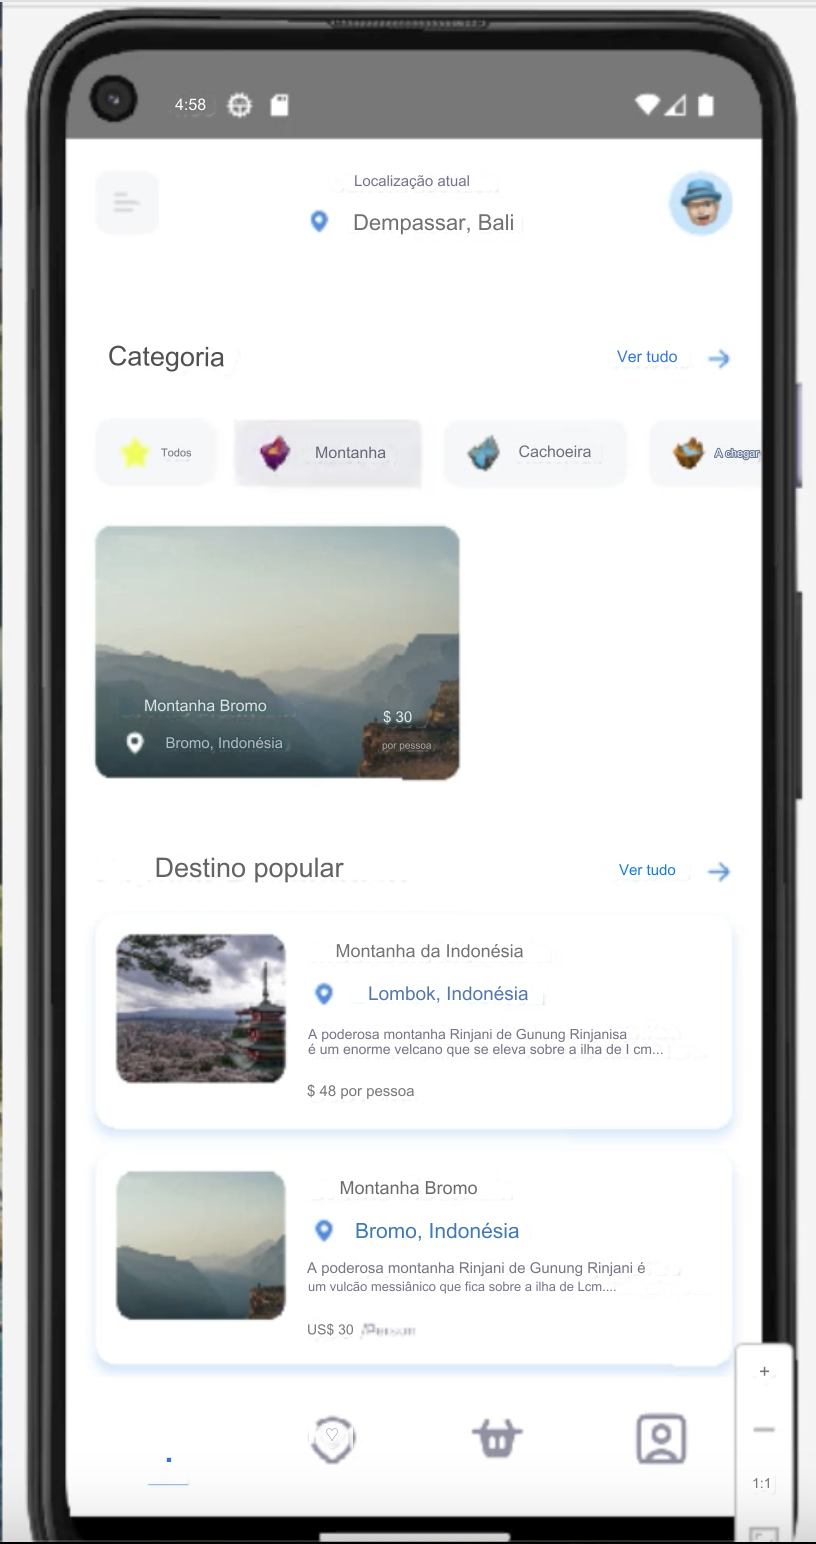 4:58
Localização atual
Dempassar, Bali
Categoria
Ver tudo
Todos
Montanha
Cachoeira
A chegar
Montanha Bromo
$ 30
Bromo, Indonésia
por pessoa
Destino popular
Ver tudo
Montanha da Indonésia
Lombok, Indonésia
A poderosa montanha Rinjani de Gunung Rinjanisa
é um enorme velcano que se eleva sobre a ilha de I cm...
$ 48 por pessoa
Montanha Bromo
Bromo, Indonésia
A poderosa montanha Rinjani de Gunung Rinjani é
um vulcão messiânico que fica sobre a ilha de Lcm....
US$ 30
+
1:1